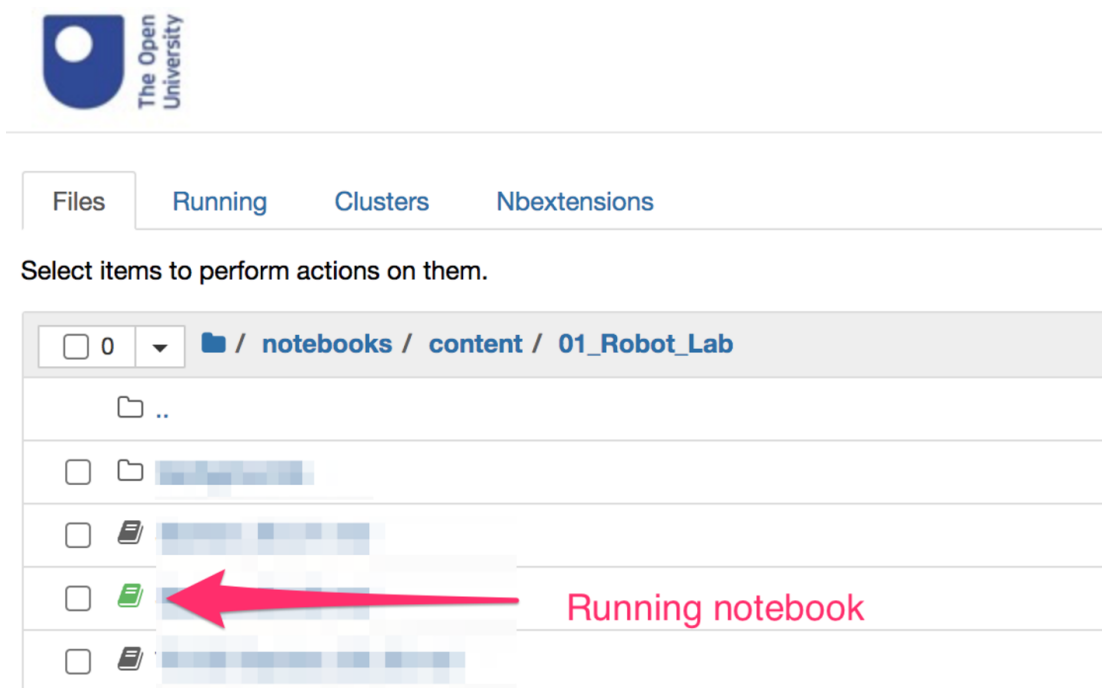 The Open
University
Files Running Clusters Nbextensions
Select items to perform actions on them.
0 / notebooks / content / 01_Robot_Lab
..
Running notebook